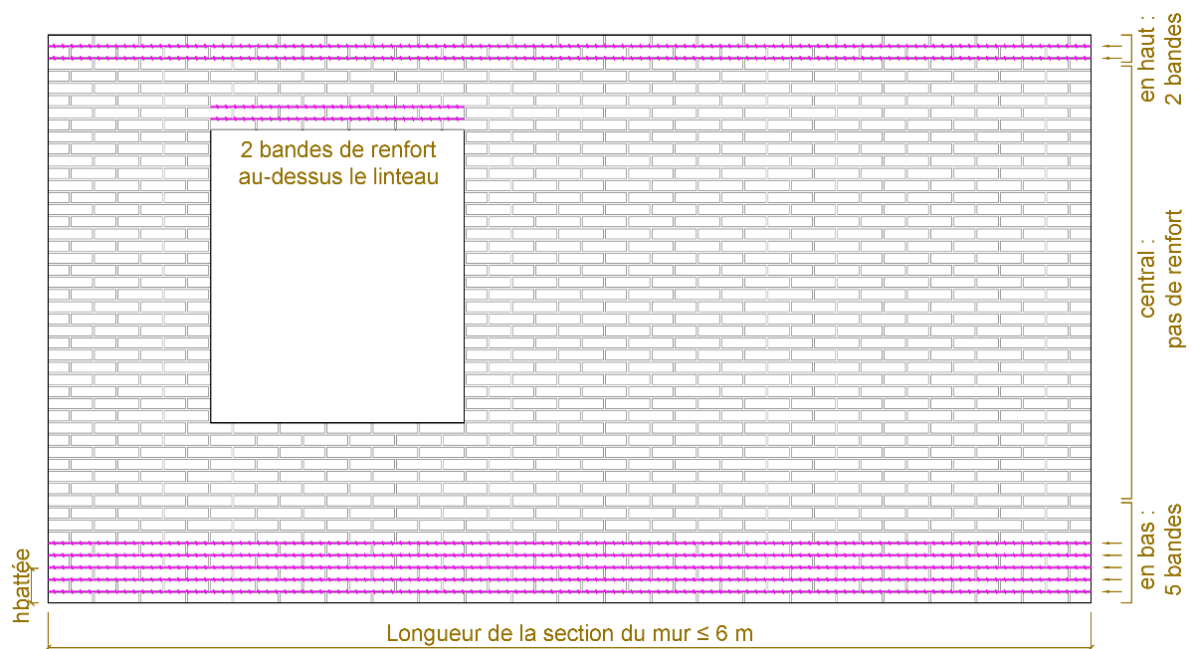 en haut :
2 bandes
2 bandes de renfort
au-dessus le linteau
central :
pas de renfort
en bas :
5 bandes
hbattée
Longueur de la section du mur ≤ 6 m